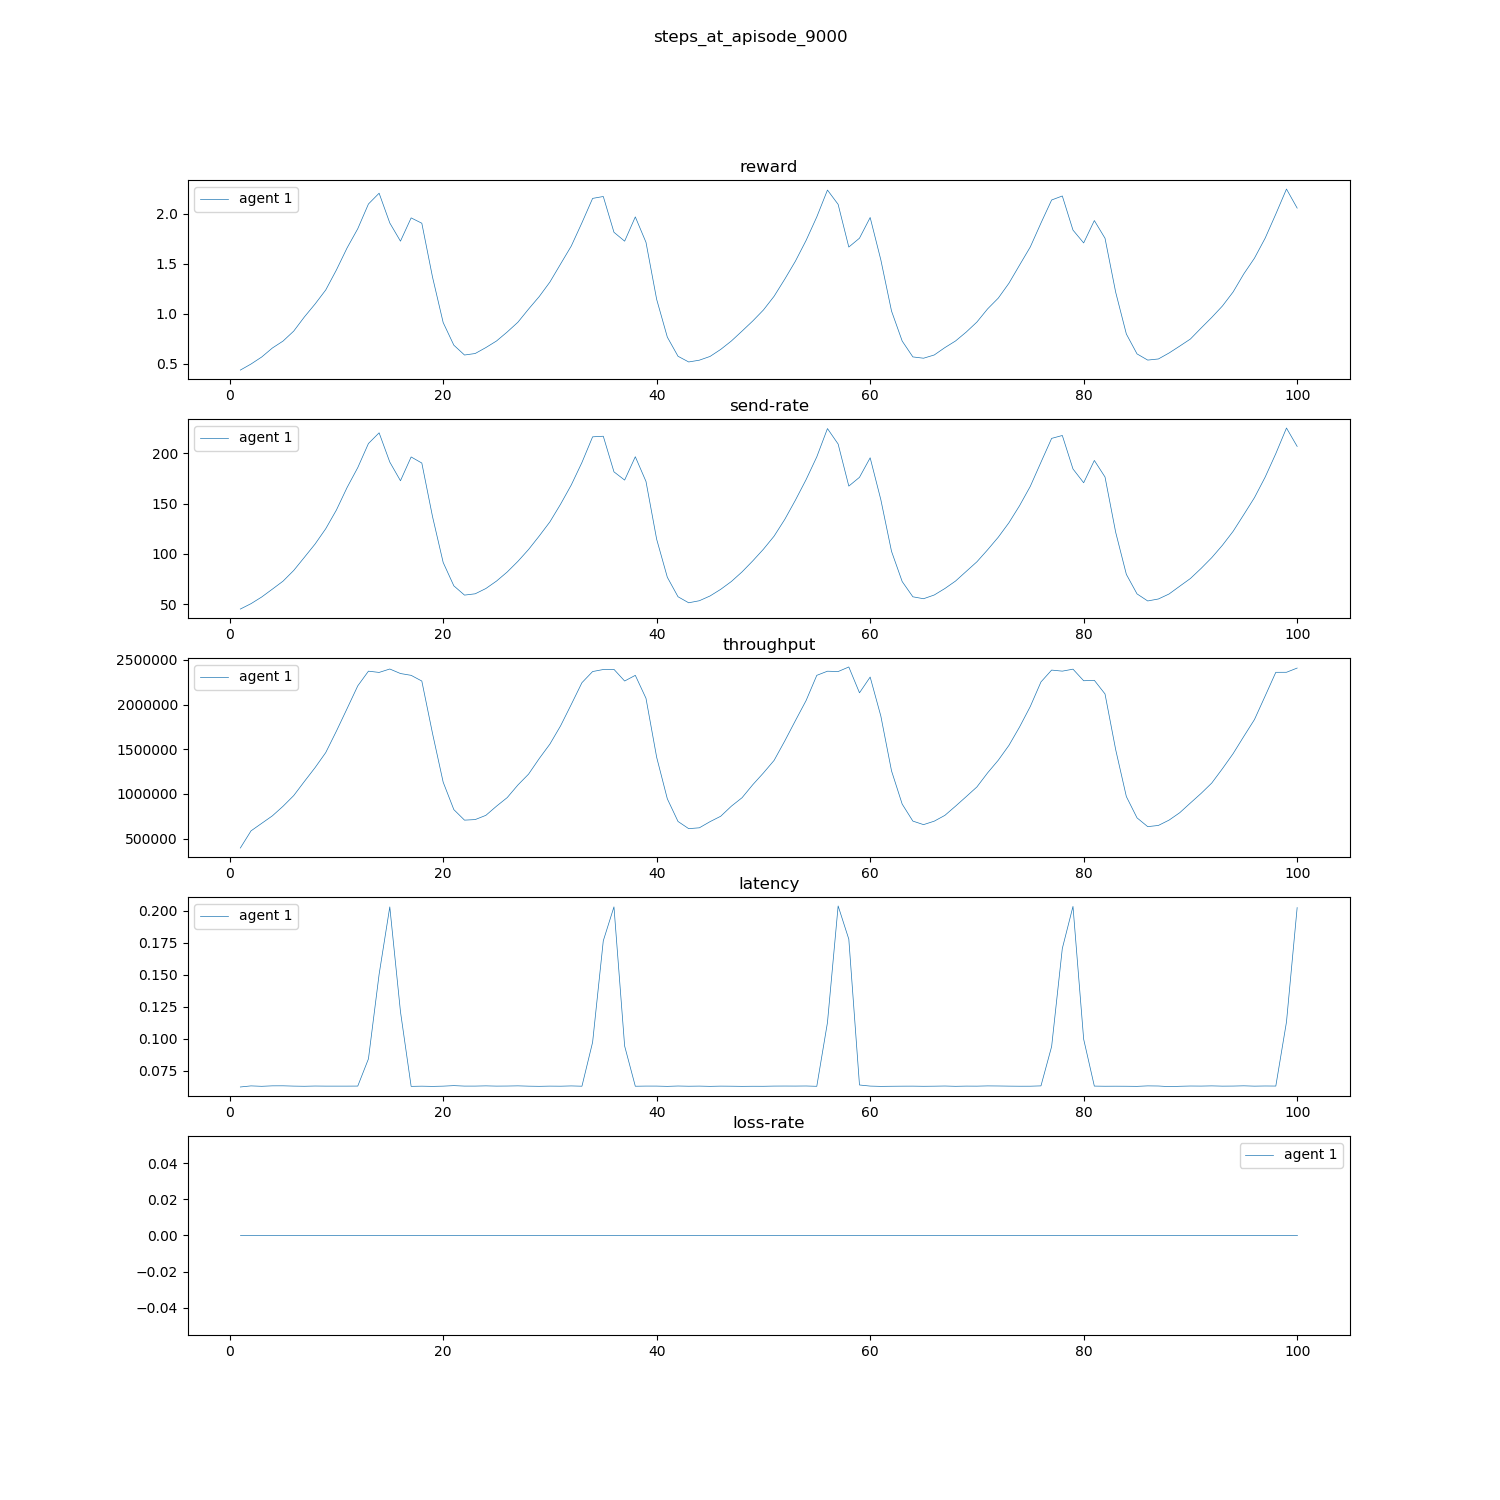 steps_at_apisode_9000
reward
agent 1
2.0
1.5
1.0
0.5
0 20 40 60 80 100
send-rate
agent 1
200
150
100
50
0 20 40 60 80 100
throughput
agent 1
2500000
2000000
1500000
1000000
500000
0 20 40 60 80 100
latency
agent 1
0.200
0.175
0.150
0.125
0.100
0.075
0 20 40 60 80 100
loss-rate
agent 1
0.04
0.02
0.00
−0.02
−0.04
0 20 40 60 80 100